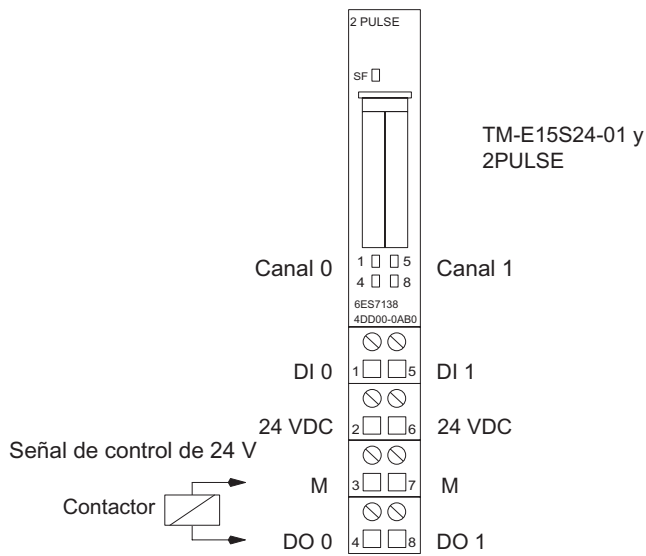 2 PULSE
SF
TM-E15S24-01 y
2PULSE
Canal 0
1 5
Canal 1
4 8
6ES7138
4DD00-0AB0
DI 0
1 5
DI 1
24 VDC
2 6
24 VDC
Señal de control de 24 V
M
3 7
M
Contactor
DO 0
4 8
DO 1